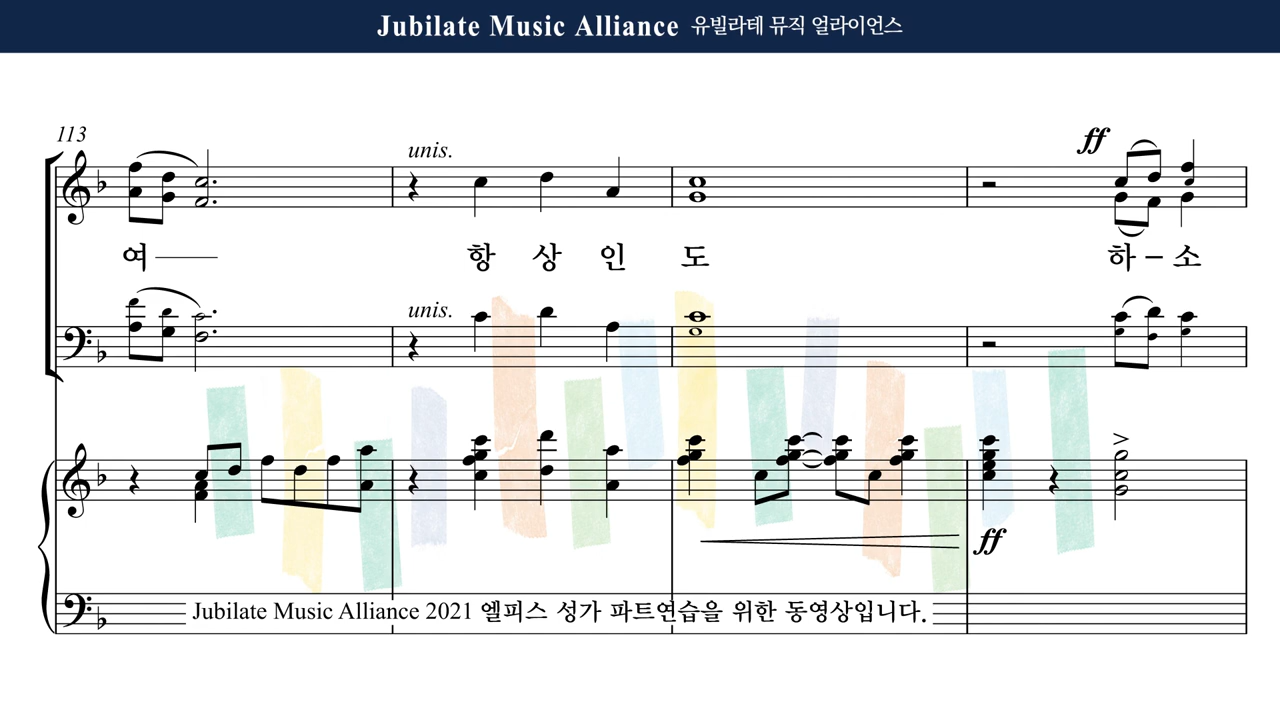 Jubilate Music Alliance 유빌라테 뮤직 얼라이언스
113
unis.
ff
여 항 상 인 도 하 – 소
unis.
ff
Jubilate Music Alliance 2021 엘피스 성가 파트연습을 위한 동영상입니다.